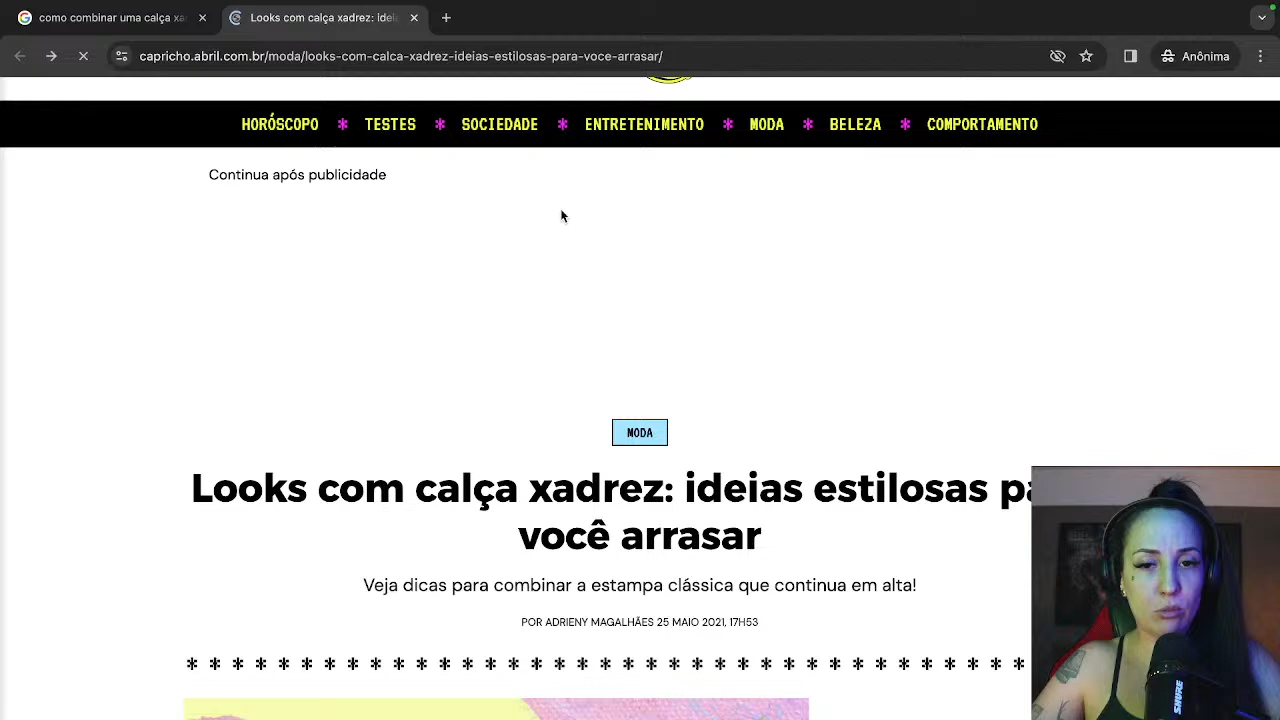 como combinar uma calça xa
Looks com calça xadrez: ide
capricho.abril.com.br/moda/looks-com-calca-xadrez-ideias-estilosas-para-voce-arrasar/
Anônima
HORÓSCOPO * TESTES * SOCIEDADE * ENTRETENIMENTO * MODA * BELEZA * COMPORTAMENTO
Continua após publicidade
MODA
Looks com calça xadrez: ideias estilosas pa
você arrasar
Veja dicas para combinar a estampa clássica que continua em alta!
POR ADRIENY MAGALHÃES 25 MAIO 2021, 17H53
SHURE